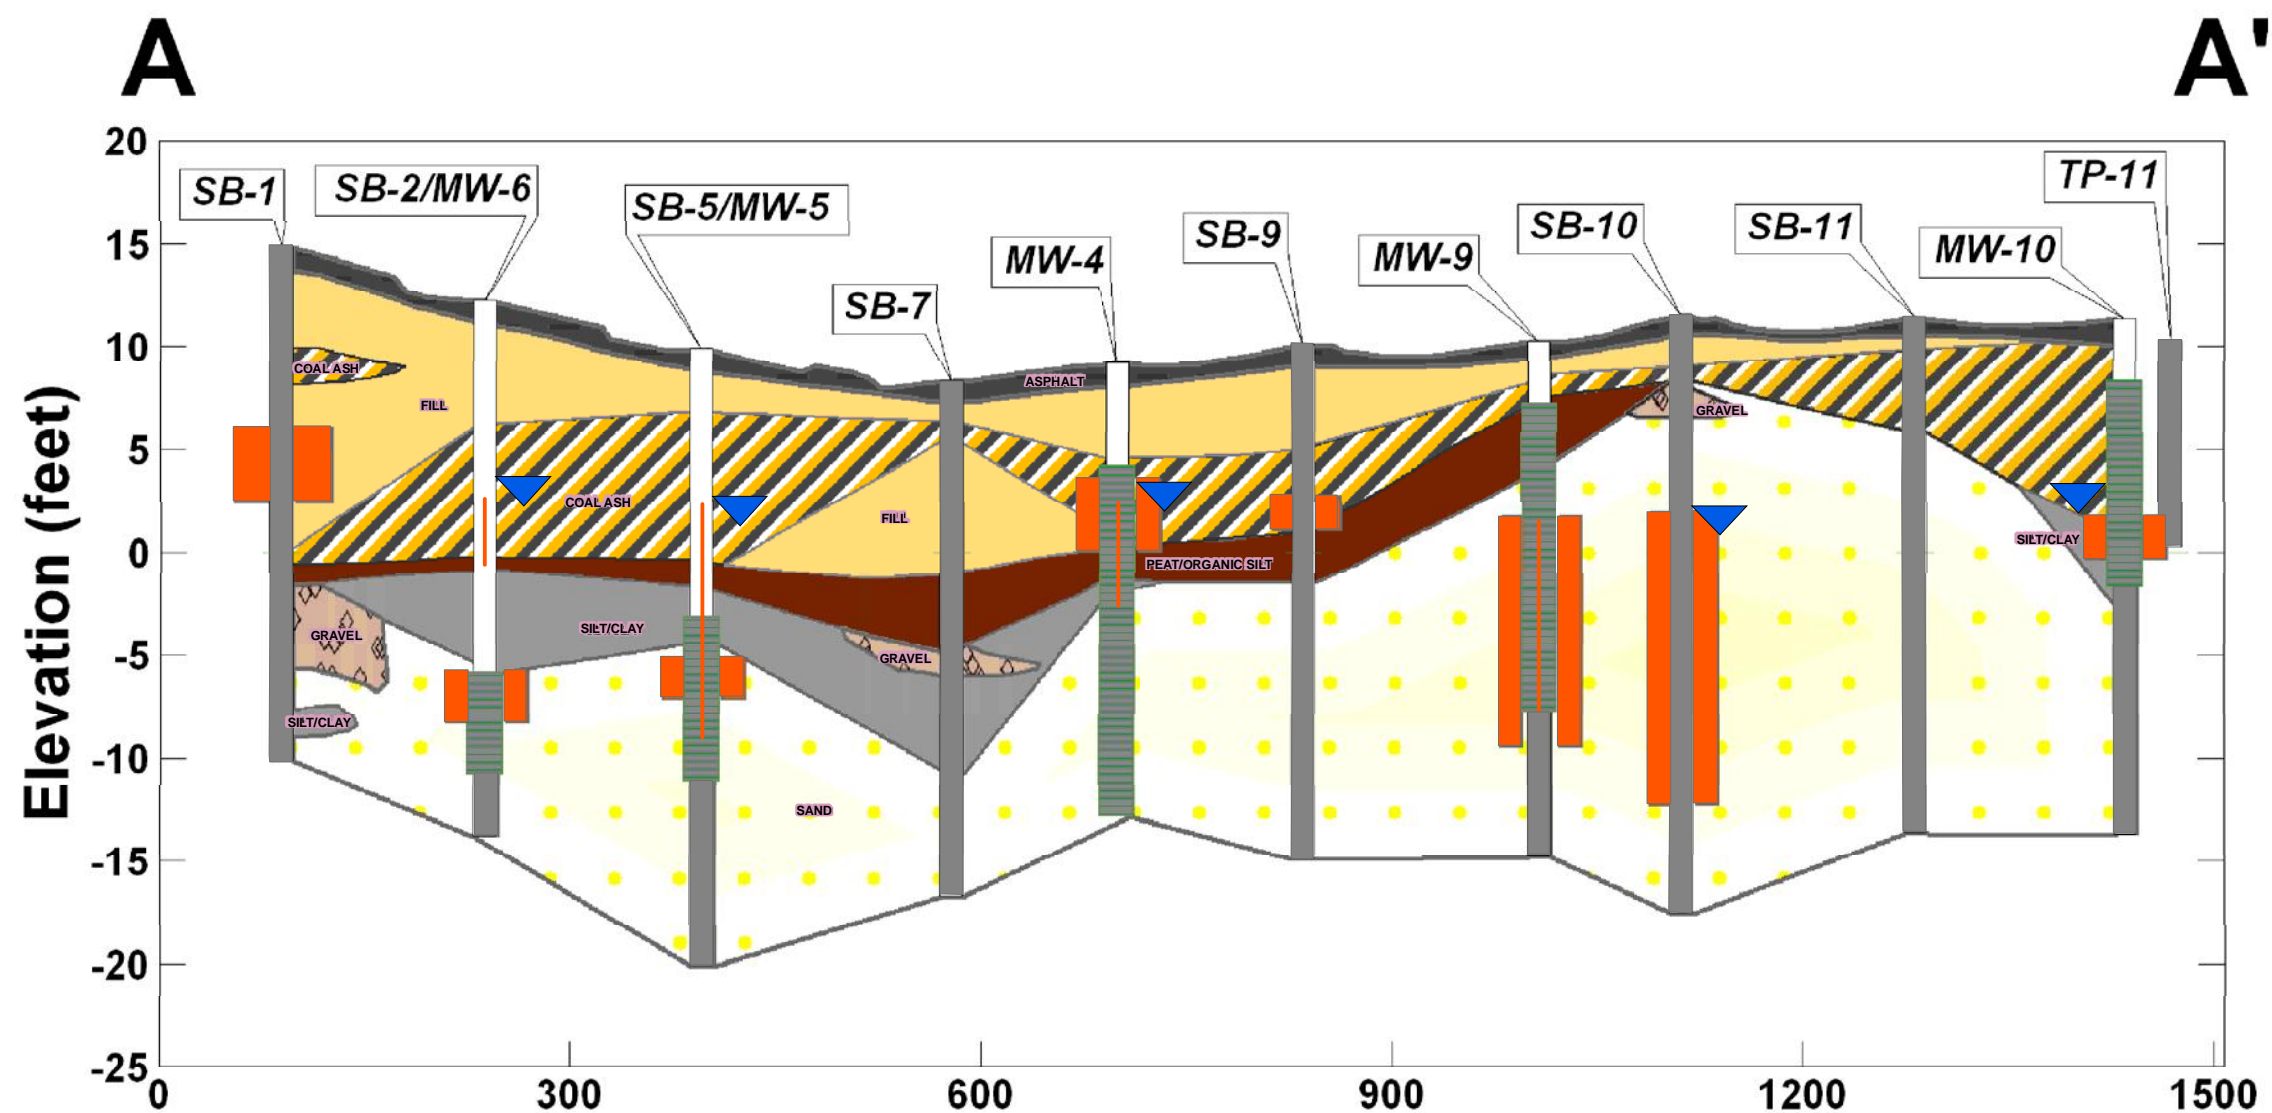 A
A'
20
SB-1
SB-2/MW-6
SB-5/MW-5
SB-7
MW-4
SB-9
MW-9
SB-10
SB-11
MW-10
TP-11
15
10
5
0
-5
-10
-15
-20
-25
Elevation (feet)
COAL ASH
FILL
ASPHALT
GRAVEL
COAL ASH
FILL
SILT/CLAY
PEAT/ORGANIC SILT
GRAVEL
SILT/CLAY
GRAVEL
SILT/CLAY
SAND
0
300
600
900
1200
1500